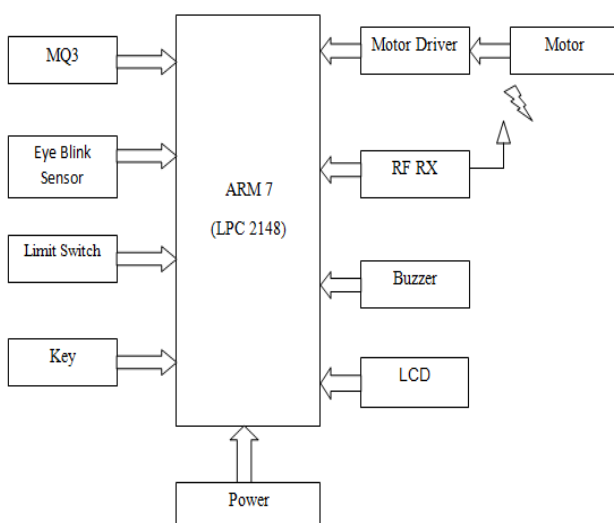 MQ3
Eye Blink
Sensor
Limit Switch
Key
ARM 7
(LPC 2148)
Motor Driver
Motor
RF RX
Buzzer
LCD
Power